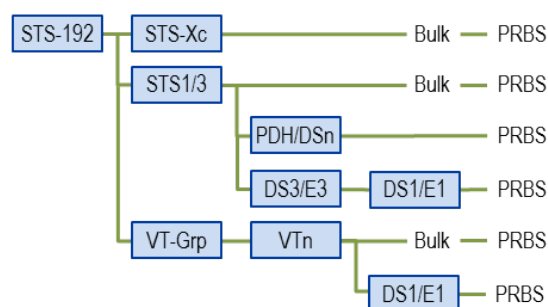 STS-192 STS-Xc Bulk PRBS
STS1/3 Bulk PRBS
PDH/DSn PRBS
DS3/E3 DS1/E1 PRBS
VT-Grp VTn Bulk PRBS
DS1/E1 PRBS